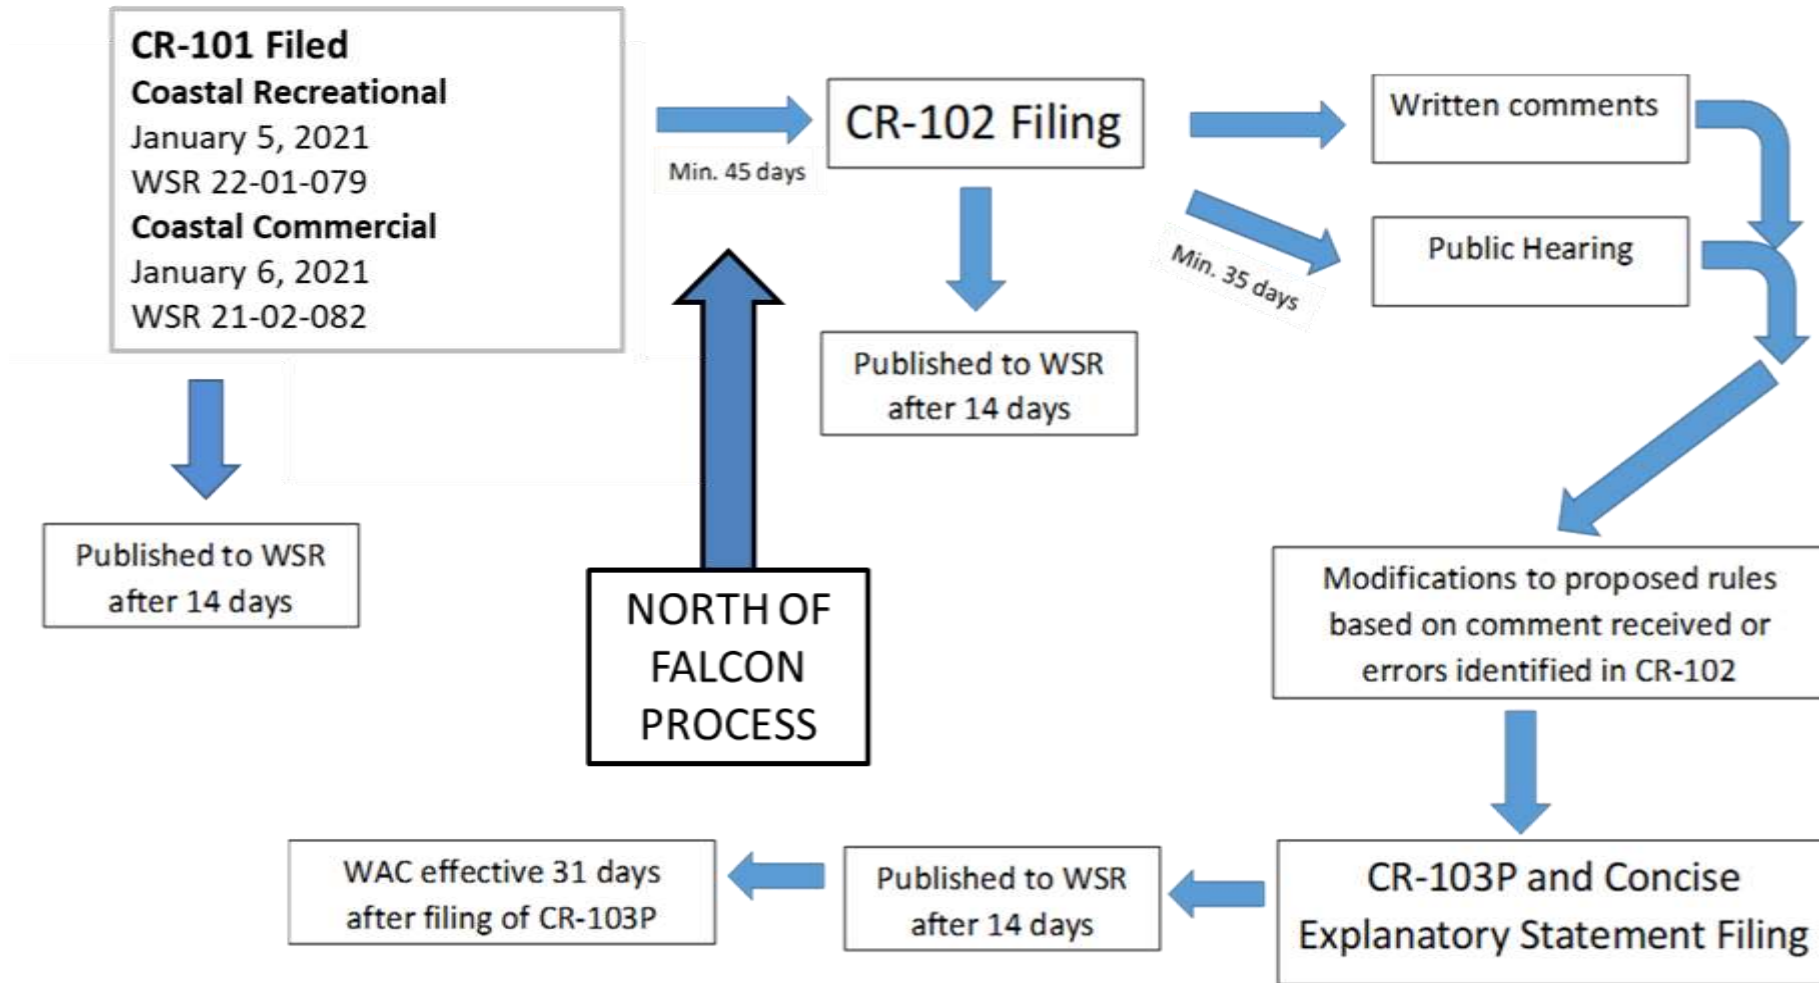 CR-101 Filed
Coastal Recreational
January 5, 2021
WSR 22-01-079
Coastal Commercial
January 6, 2021
WSR 21-02-082
Min. 45 days
CR-102 Filing
Written comments
Public Hearing
Min. 35 days
Published to WSR
after 14 days
Published to WSR
after 14 days
NORTH OF
FALCON
PROCESS
Modifications to proposed rules
based on comment received or
errors identified in CR-102
CR-103P and Concise
Explanatory Statement Filing
Published to WSR
after 14 days
WAC effective 31 days
after filing of CR-103P